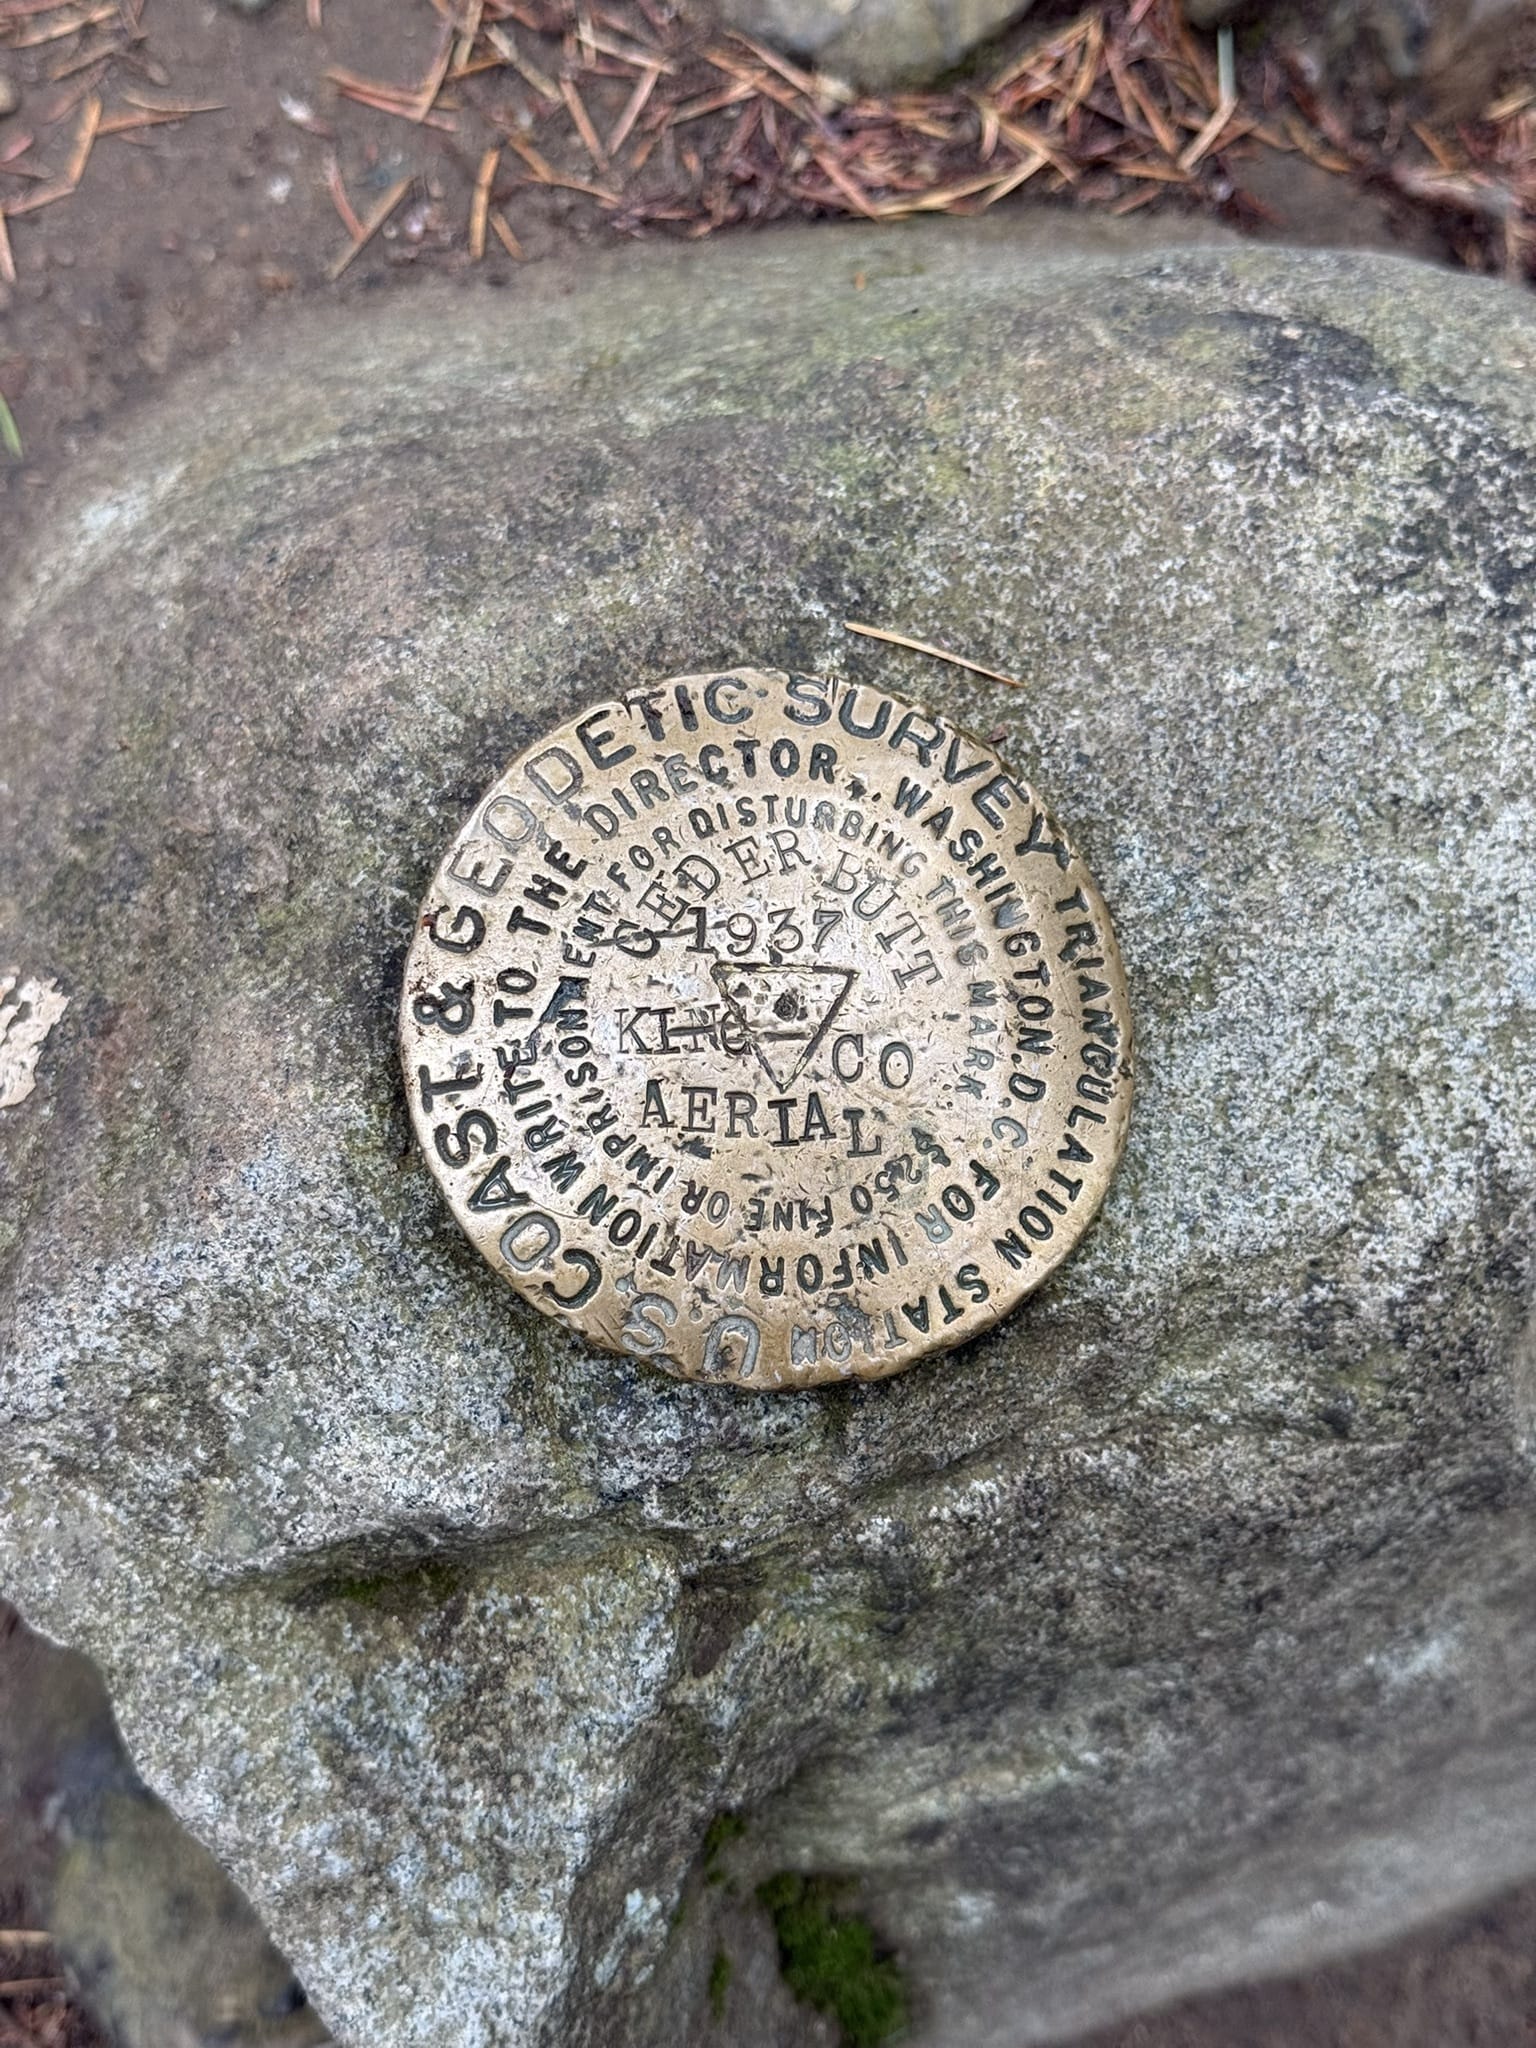 U.S. COAST & GEODETIC SURVEY TRIANGULATION STATION
WRITE TO THE DIRECTOR, WASHINGTON, D.C. FOR INFORMATION
$250 FINE OR IMPRISONMENT FOR DISTURBING THIS MARK
CEDER BUTT
1937
KING CO
AERIAL